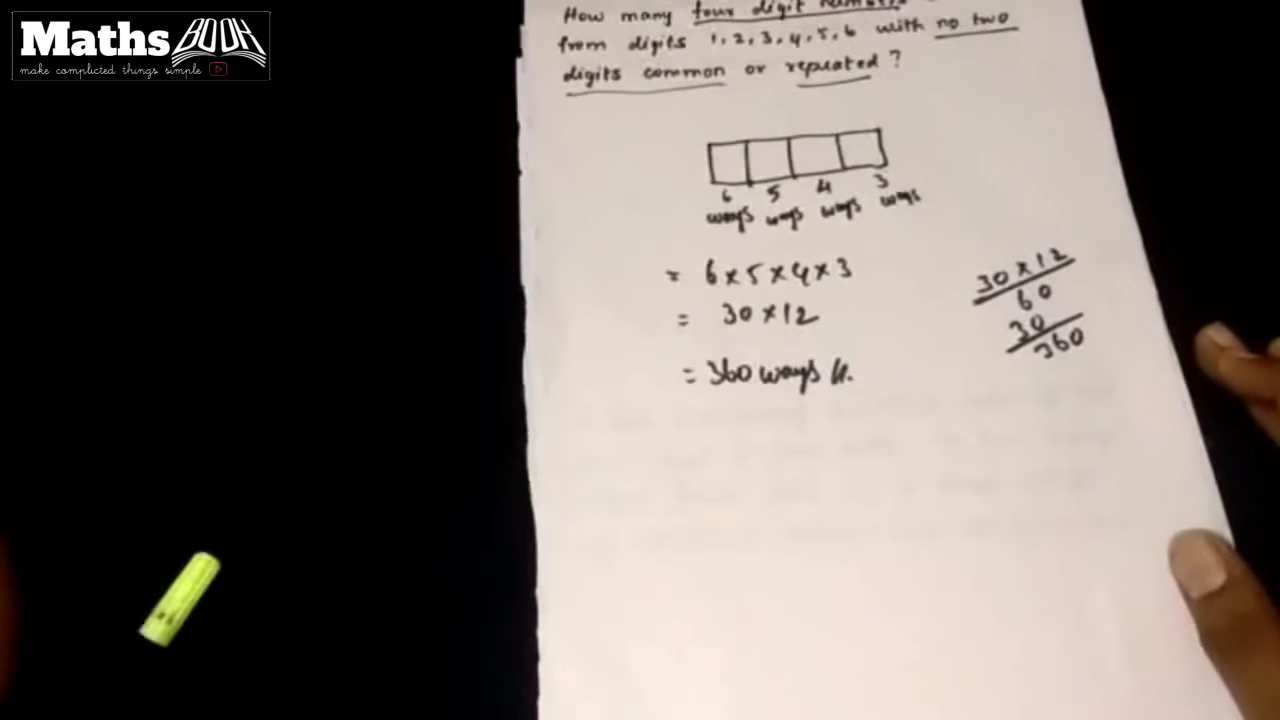 Maths BOOK
make complicted things simple
How many four digit numbers
from digits 1, 2, 3, 4, 5, 6 with no two
digits common or repeated ?
6 5 4 3
ways ways ways ways
= 6 x 5 x 4 x 3
= 30 x 12
= 360 ways //.
30 x 12
60
30
360